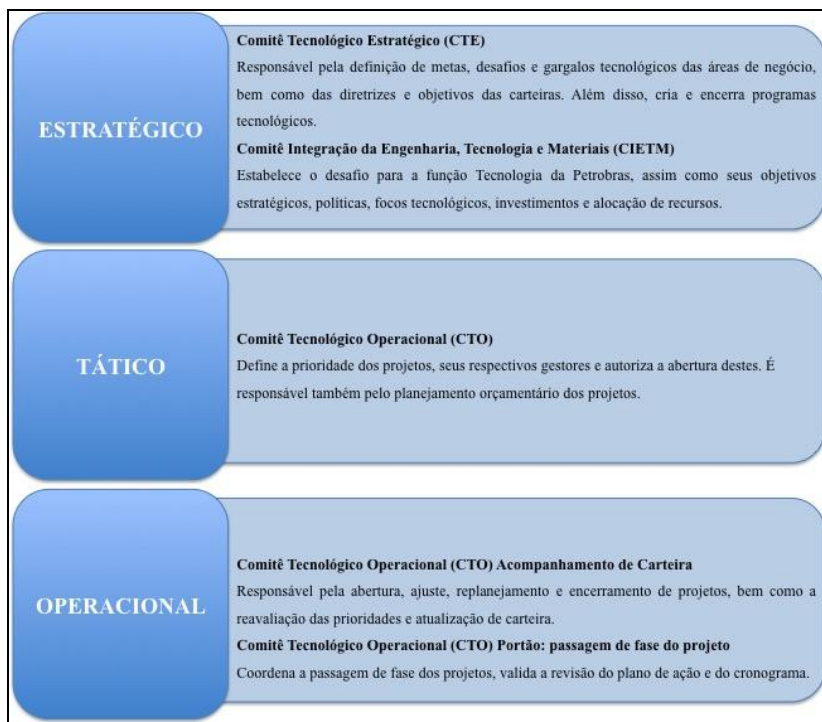 ESTRATÉGICO
Comitê Tecnológico Estratégico (CTE)
Responsável pela definição de metas, desafios e gargalos tecnológicos das áreas de negócio,
bem como das diretrizes e objetivos das carteiras. Além disso, cria e encerra programas
tecnológicos.
Comitê Integração da Engenharia, Tecnologia e Materiais (CIETM)
Estabelece o desafio para a função Tecnologia da Petrobras, assim como seus objetivos
estratégicos, políticas, focos tecnológicos, investimentos e alocação de recursos.
TÁTICO
Comitê Tecnológico Operacional (CTO)
Define a prioridade dos projetos, seus respectivos gestores e autoriza a abertura destes. É
responsável também pelo planejamento orçamentário dos projetos.
OPERACIONAL
Comitê Tecnológico Operacional (CTO) Acompanhamento de Carteira
Responsável pela abertura, ajuste, replanejamento e encerramento de projetos, bem como a
reavaliação das prioridades e atualização de carteira.
Comitê Tecnológico Operacional (CTO) Portão: passagem de fase do projeto
Coordena a passagem de fase dos projetos, valida a revisão do plano de ação e do cronograma.